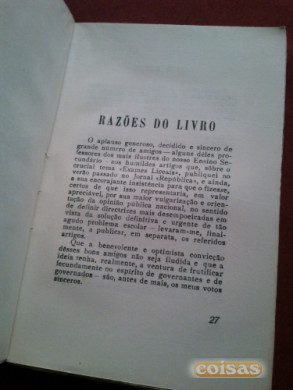 RAZÕES DO LIVRO
O aplauso generoso, decidido e sincero de
grande número de amigos — alguns dêles pro-
fessores dos mais ilustres do nosso Ensino Se-
cundário — aos humildes artigos que, sôbre o
crucial tema «Exames Liceais», publiquei no
verão passado no Jornal «República», e ainda,
a sua encorajante insistência para que o fizesse,
certos de que isso representaria, em valor
apreciável, por sua maior vulgarização e orien-
tação da opinião pública nacional, no sentido
de definir directrizes mais desempoeiradas em
vista da solução definitiva e urgente de tão
agudo problema escolar — levaram-me, final-
mente, a publicar, em separata, os referidos
artigos.
Que a benevolente e optimista convicção
dêsses bons amigos não seja iludida e que a
ideia tenha, realmente, a ventura de frutificar
fecundamente no espírito de governantes e de
governados — são, antes de mais, os meus votos
sinceros.
27
coisas